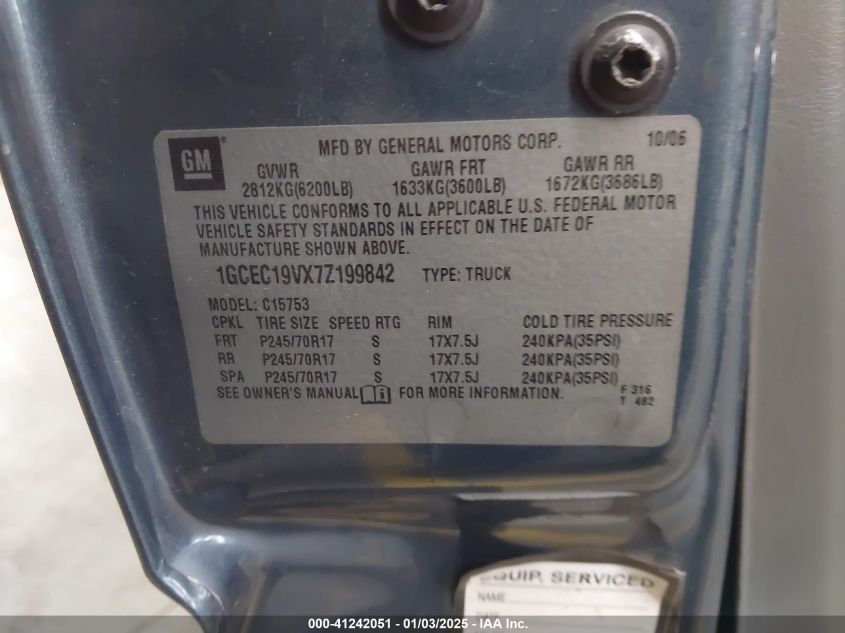 GM
MFD BY GENERAL MOTORS CORP. 10/06
GVWR GAWR FRT GAWR RR
2812KG(6200LB) 1633KG(3600LB) 1672KG(3686LB)
THIS VEHICLE CONFORMS TO ALL APPLICABLE U.S. FEDERAL MOTOR
VEHICLE SAFETY STANDARDS IN EFFECT ON THE DATE OF
MANUFACTURE SHOWN ABOVE.
1GCEC19VX7Z199842 TYPE: TRUCK
MODEL: C15753
CPKL TIRE SIZE SPEED RTG RIM COLD TIRE PRESSURE
FRT P245/70R17 S 17X7.5J 240KPA(35PSI)
RR P245/70R17 S 17X7.5J 240KPA(35PSI)
SPA P245/70R17 S 17X7.5J 240KPA(35PSI)
SEE OWNER'S MANUAL FOR MORE INFORMATION.
F 316
T 482
EQUIP. SERVICED
NAME
DATE
000-41242051 - 01/03/2025 - IAAI Inc.